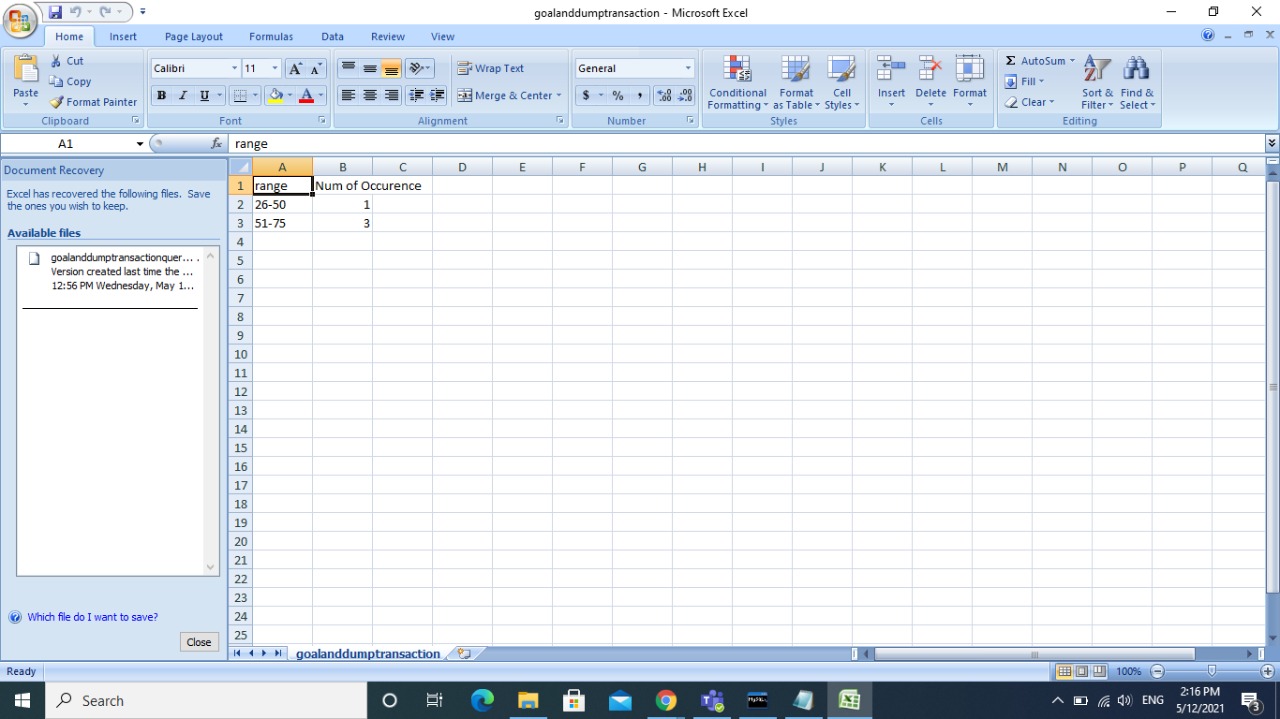 goalanddumptransaction - Microsoft Excel
Home Insert Page Layout Formulas Data Review View
Paste
Cut
Copy
Format Painter
Clipboard
Calibri 11 A A
B I U A
Font
Wrap Text
Merge & Center
Alignment
General
$ % ,
Number
Conditional Formatting
Format as Table
Cell Styles
Styles
Insert Delete Format
Cells
Σ AutoSum
Fill
Clear
Sort & Filter
Find & Select
Editing
A1 fx range
Document Recovery
Excel has recovered the following files. Save
the ones you wish to keep.
Available files
goalanddumptransactionquer... .
Version created last time the ...
12:56 PM Wednesday, May 1...
Which file do I want to save?
Close
A B C D E F G H I J K L M N O P Q
1 range Num of Occurence
2 26-50 1
3 51-75 3
4
5
6
7
8
9
10
11
12
13
14
15
16
17
18
19
20
21
22
23
24
25
goalanddumptransaction
Ready 100%
Search
ENG
2:16 PM
5/12/2021
3